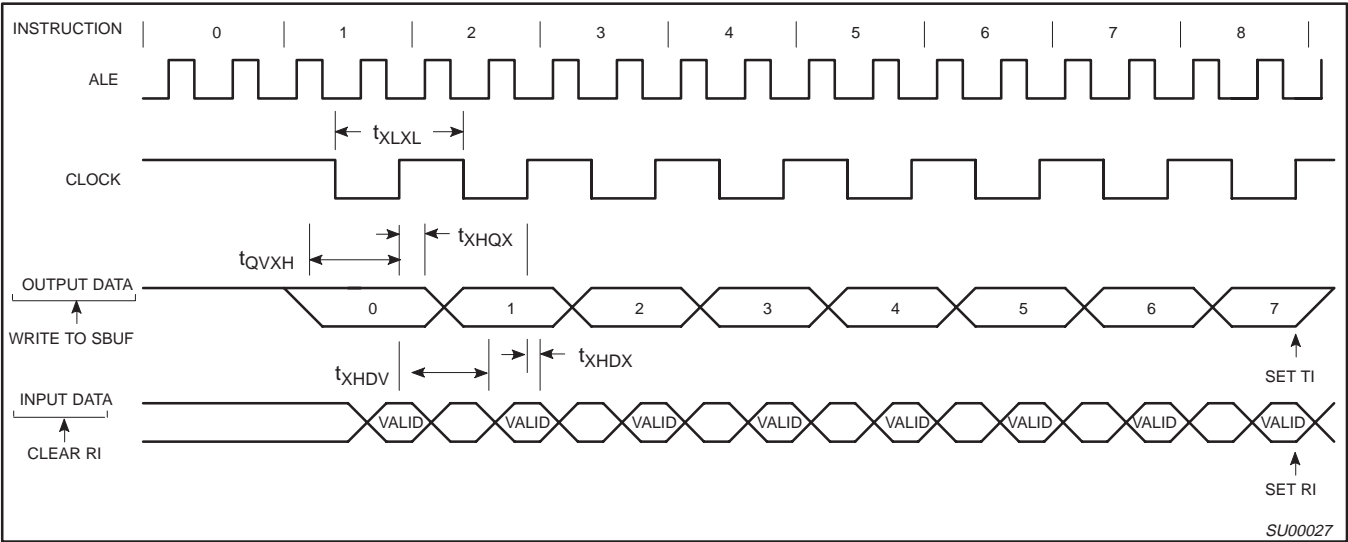 INSTRUCTION 0 1 2 3 4 5 6 7 8
ALE
tXLXL
CLOCK
tXHQX
tQVXH
OUTPUT DATA
0 1 2 3 4 5 6 7
WRITE TO SBUF
tXHDX
tXHDV
SET TI
INPUT DATA
VALID VALID VALID VALID VALID VALID VALID VALID
CLEAR RI
SET RI
SU00027